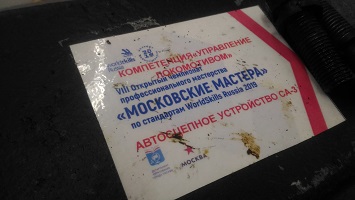 КОМПЕТЕНЦИЯ «УПРАВЛЕНИЕ
ЛОКОМОТИВОМ»
VIII Открытый чемпионат
профессионального мастерства
«МОСКОВСКИЕ МАСТЕРА»
по стандартам WorldSkills Russia 2019
АВТОСЦЕПНОЕ УСТРОЙСТВО СА-3
МОСКВА